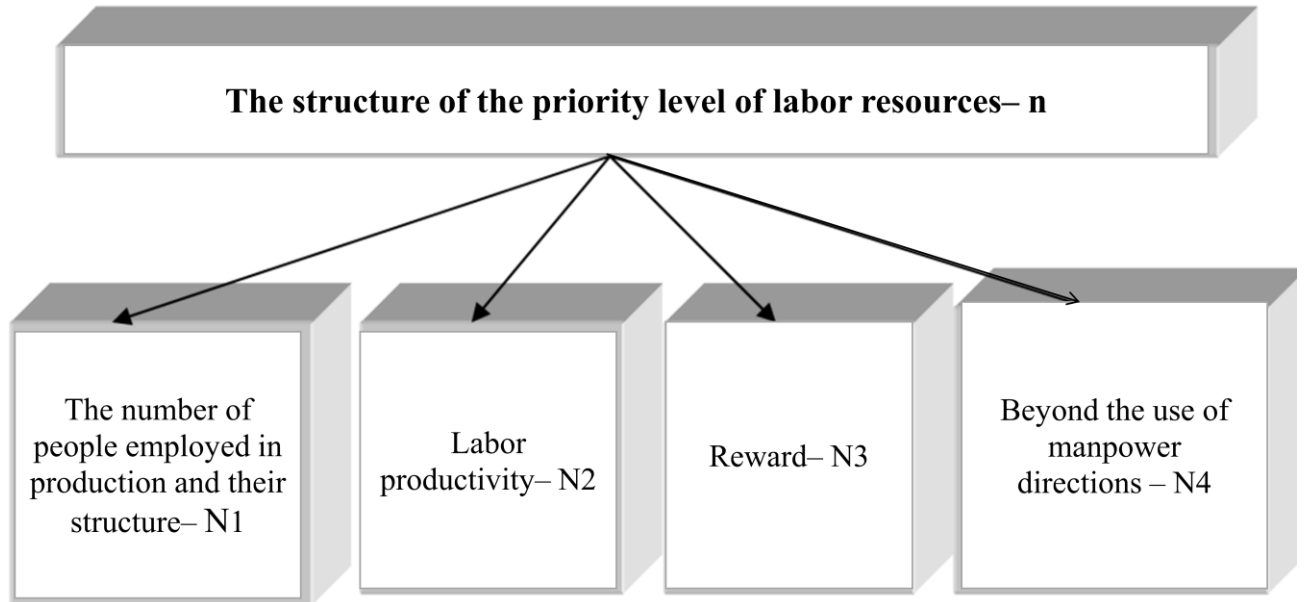 The structure of the priority level of labor resources– n
The number of
people employed in
production and their
structure– N1
Labor
productivity– N2
Reward– N3
Beyond the use of
manpower
directions – N4